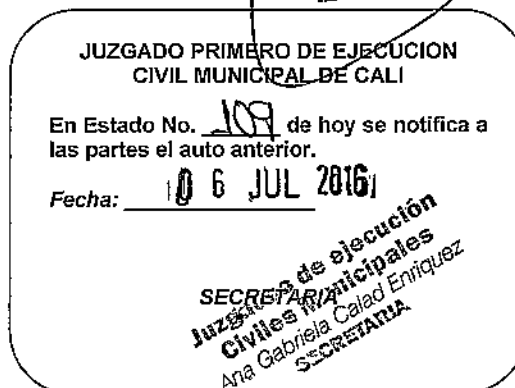 JUZGADO PRIMERO DE EJECUCION
CIVIL MUNICIPAL DE CALI
En Estado No. 109 de hoy se notifica a
las partes el auto anterior.
Fecha: 06 JUL 2016
SECRETARIA
Juzgados de ejecución
Civiles Municipales
Ana Gabriela Calad Enriquez
SECRETARIA